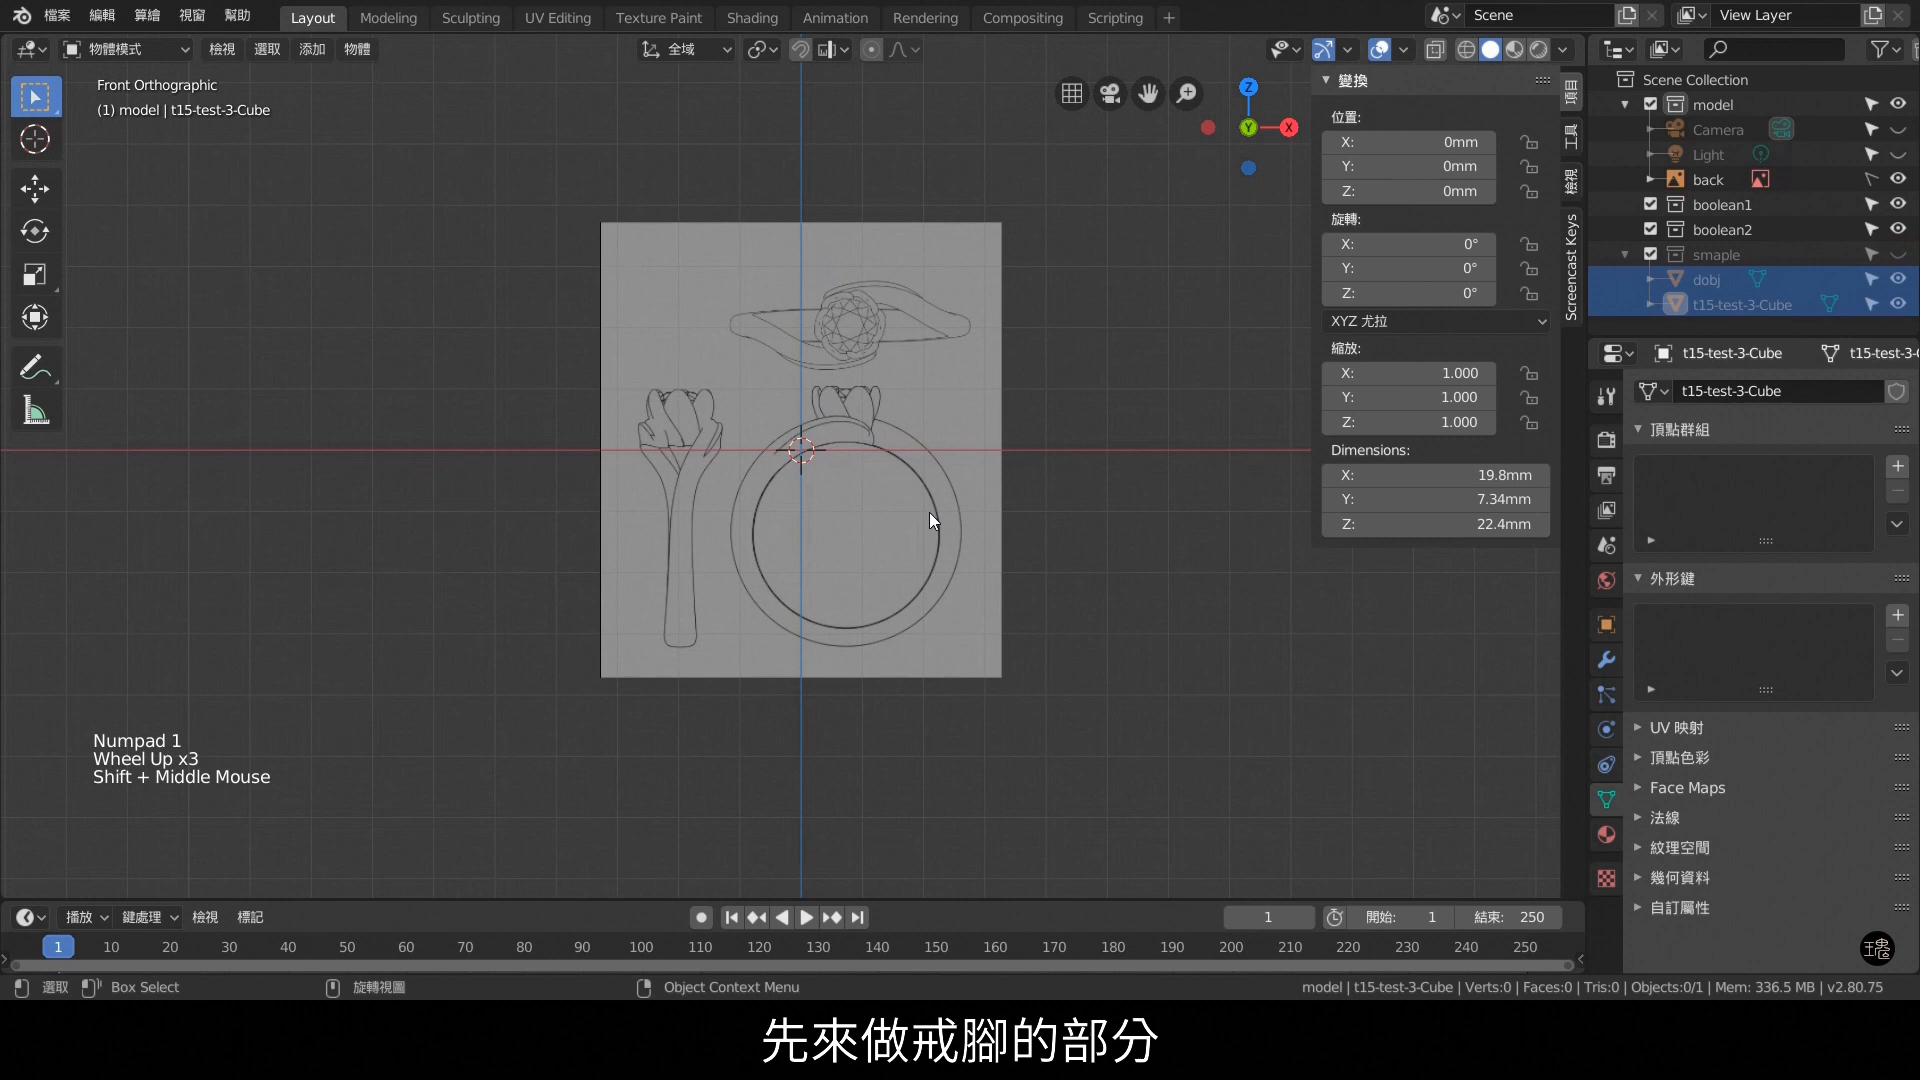 檔案 編輯 算繪 視窗 幫助 Layout Modeling Sculpting UV Editing Texture Paint Shading Animation Rendering Compositing Scripting + Scene View Layer
物體模式 檢視 選取 添加 物體 全域
Front Orthographic
(1) model | t15-test-3-Cube
Z
Y
X
變換
位置:
X: 0mm
Y: 0mm
Z: 0mm
旋轉:
X: 0°
Y: 0°
Z: 0°
XYZ 尤拉
縮放:
X: 1.000
Y: 1.000
Z: 1.000
Dimensions:
X: 19.8mm
Y: 7.34mm
Z: 22.4mm
項目
工具
檢視
Screencast Keys
Scene Collection
model
Camera
Light
back
boolean1
boolean2
smaple
dobj
t15-test-3-Cube
t15-test-3-Cube t15-test-3-
t15-test-3-Cube
頂點群組
外形鍵
UV 映射
頂點色彩
Face Maps
法線
紋理空間
幾何資料
自訂屬性
Numpad 1
Wheel Up x3
Shift + Middle Mouse
播放 鍵處理 檢視 標記 1 開始: 1 結束: 250
1 10 20 30 40 50 60 70 80 90 100 110 120 130 140 150 160 170 180 190 200 210 220 230 240 250
選取 Box Select 旋轉視圖 Object Context Menu model | t15-test-3-Cube | Verts:0 | Faces:0 | Tris:0 | Objects:0/1 | Mem: 336.5 MB | v2.80.75
先來做戒腳的部分